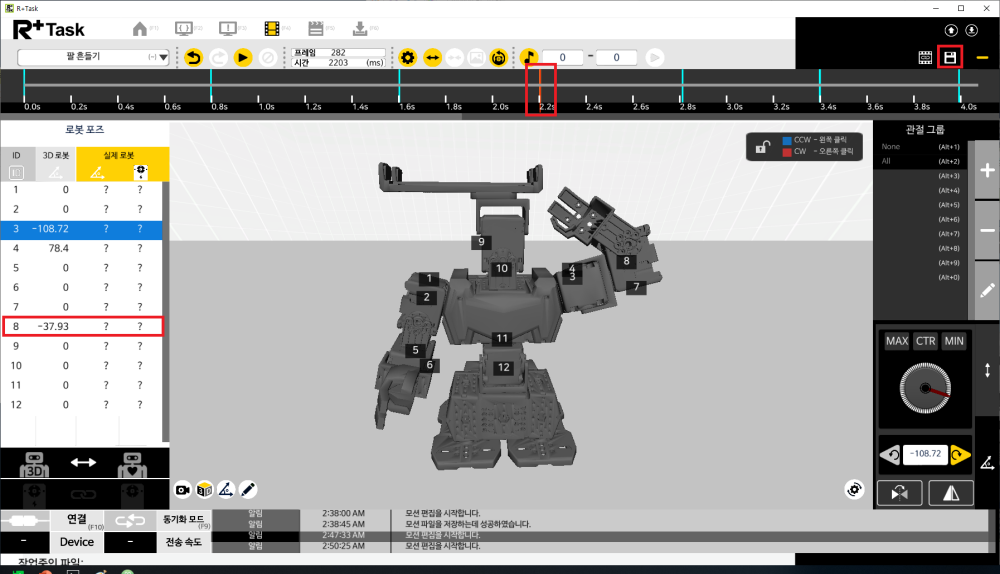 R+Task
R+Task
(F1)
(F2)
(F3)
(F4)
(F5)
(F6)
팔 흔들기
(-)
프레임 282
시간 2203 (ms)
0 - 0
0.0s 0.2s 0.4s 0.6s 0.8s 1.0s 1.2s 1.4s 1.6s 1.8s 2.0s 2.2s 2.4s 2.6s 2.8s 3.0s 3.2s 3.4s 3.6s 3.8s 4.0s
로봇 포즈
ID 3D 로봇 실제 로봇
1 0 ? ?
2 0 ? ?
3 -108.72 ? ?
4 78.4 ? ?
5 0 ? ?
6 0 ? ?
7 0 ? ?
8 -37.93 ? ?
9 0 ? ?
10 0 ? ?
11 0 ? ?
12 0 ? ?
3D
CCW - 왼쪽 클릭
CW - 오른쪽 클릭
9
10
1
2
4
3
8
7
11
5
6
12
3D
관절 그룹
None (Alt+1)
All (Alt+2)
(Alt+3)
(Alt+4)
(Alt+5)
(Alt+6)
(Alt+7)
(Alt+8)
(Alt+9)
(Alt+0)
MAX CTR MIN
-108.72
연결 (F10)
동기화 모드 (F9)
- Device - 전송 속도
알림 2:38:00 AM 모션 편집을 시작합니다.
알림 2:38:45 AM 모션 파일을 저장하는데 성공하였습니다.
알림 2:47:33 AM 모션 편집을 시작합니다.
알림 2:50:25 AM 모션 편집을 시작합니다.
작업중인 파일: